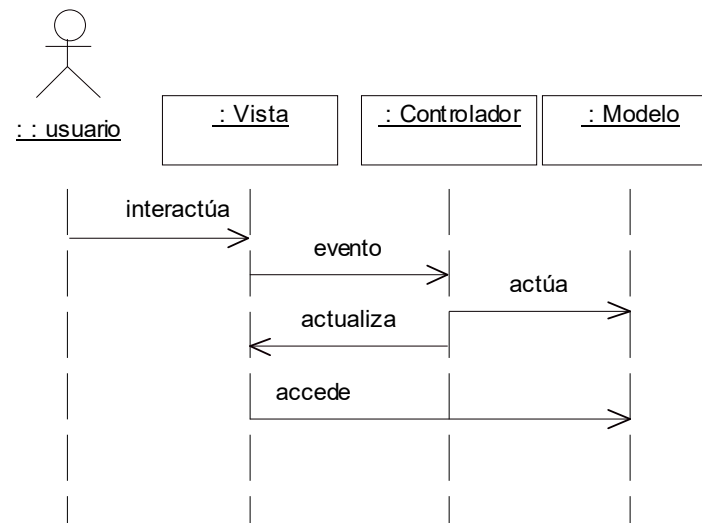 : : usuario
: Vista
: Controlador
: Modelo
interactúa
evento
actúa
actualiza
accede